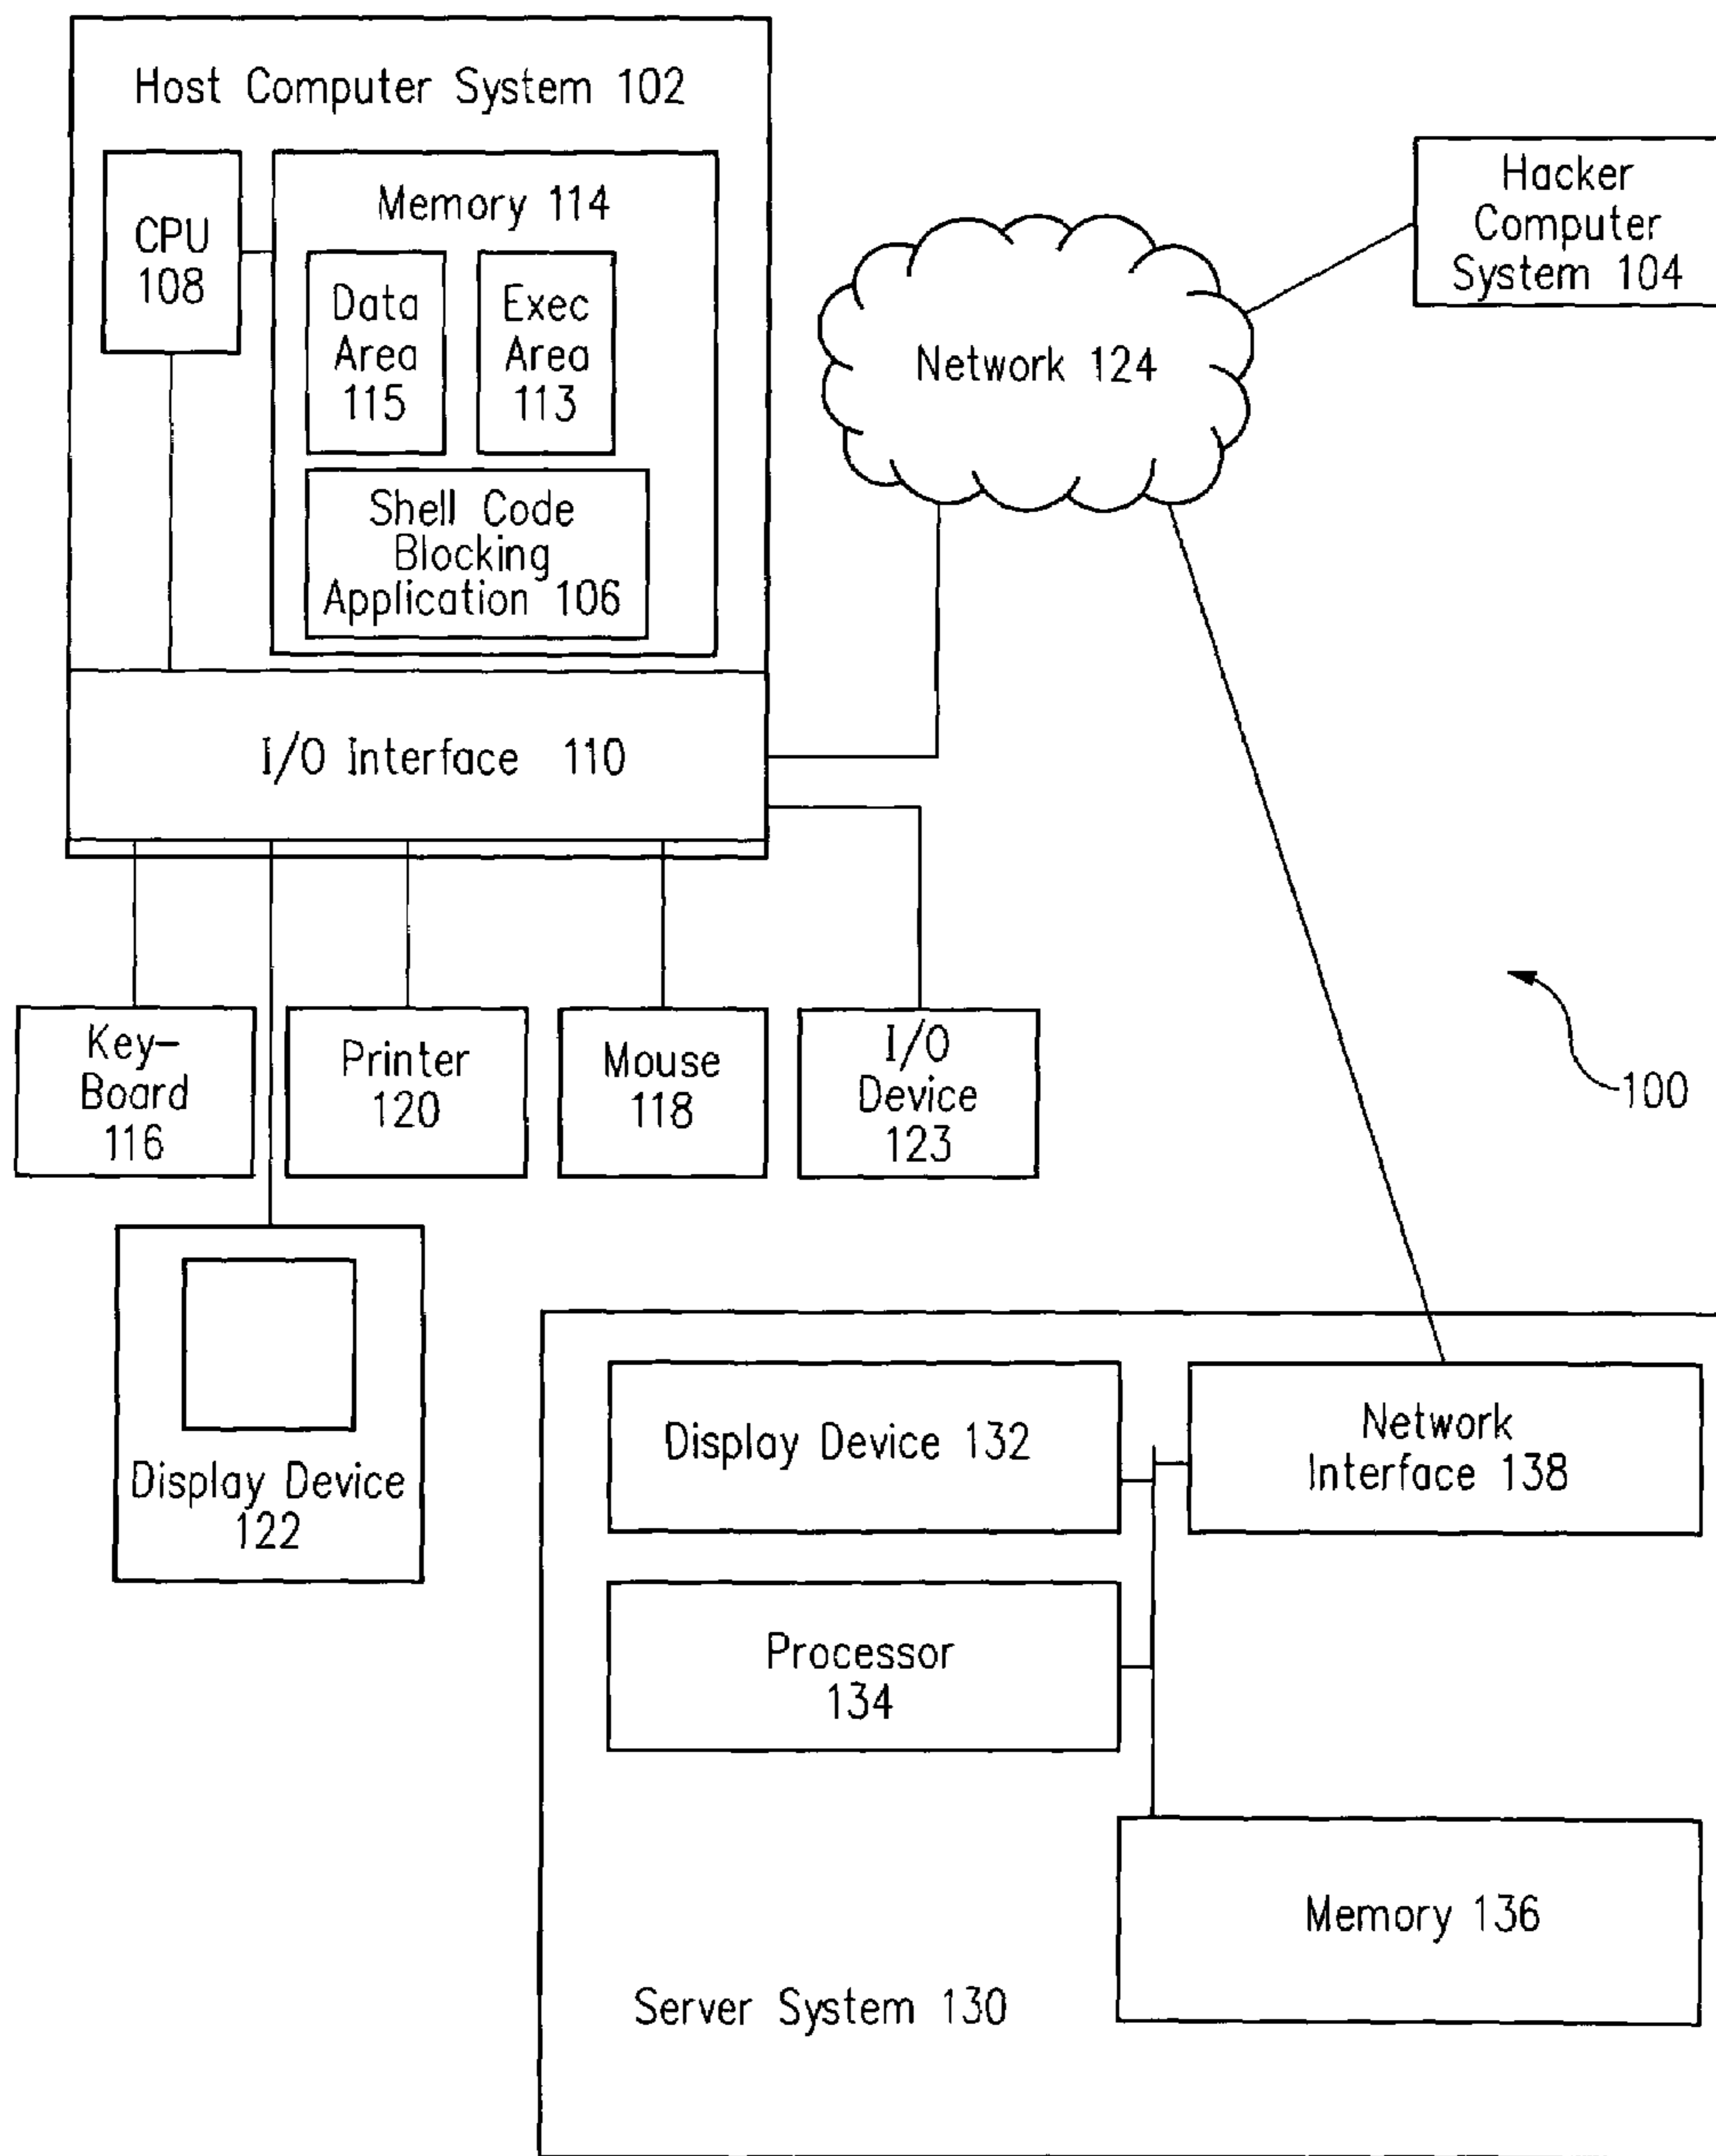 Host Computer System 102
CPU
108
Memory 114
Data
Area
115
Exec
Area
113
Shell Code
Blocking
Application 106
I/O Interface 110
Network 124
Hacker
Computer
System 104
Key-
Board
116
Printer
120
Mouse
118
I/O
Device
123
100
Display Device
122
Display Device 132
Network
Interface 138
Processor
134
Memory 136
Server System 130